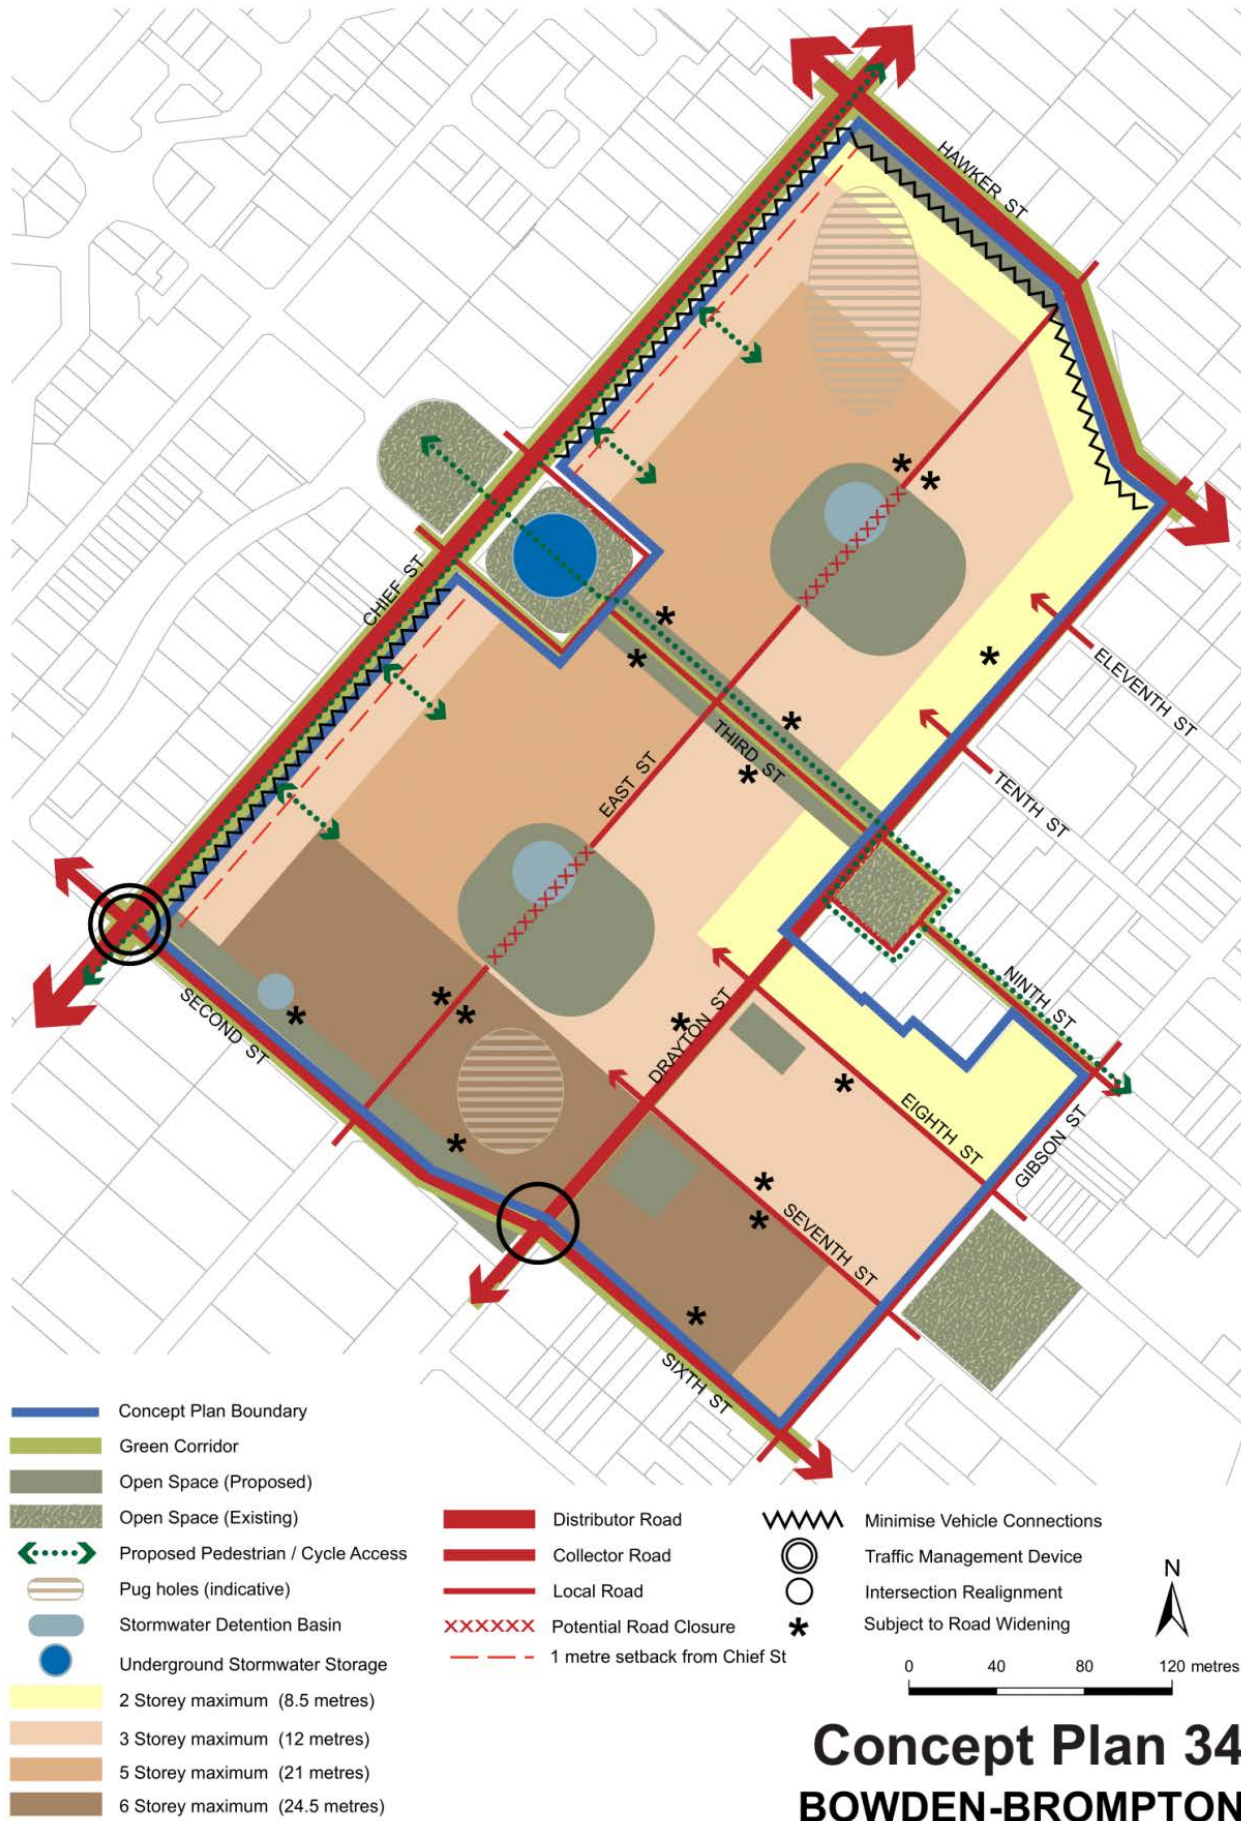 HAWKER ST
CHIEF ST
ELEVENTH ST
THIRD ST
EAST ST
TENTH ST
NINTH ST
SECOND ST
DRAYTON ST
EIGHTH ST
GIBSON ST
SEVENTH ST
SIXTH ST
Concept Plan Boundary
Green Corridor
Open Space (Proposed)
Open Space (Existing)
Proposed Pedestrian / Cycle Access
Pug holes (indicative)
Stormwater Detention Basin
Underground Stormwater Storage
2 Storey maximum (8.5 metres)
3 Storey maximum (12 metres)
5 Storey maximum (21 metres)
6 Storey maximum (24.5 metres)
Distributor Road
Collector Road
Local Road
Potential Road Closure
1 metre setback from Chief St
Minimise Vehicle Connections
Traffic Management Device
Intersection Realignment
Subject to Road Widening
N
0 40 80 120 metres
Concept Plan 34
BOWDEN-BROMPTON